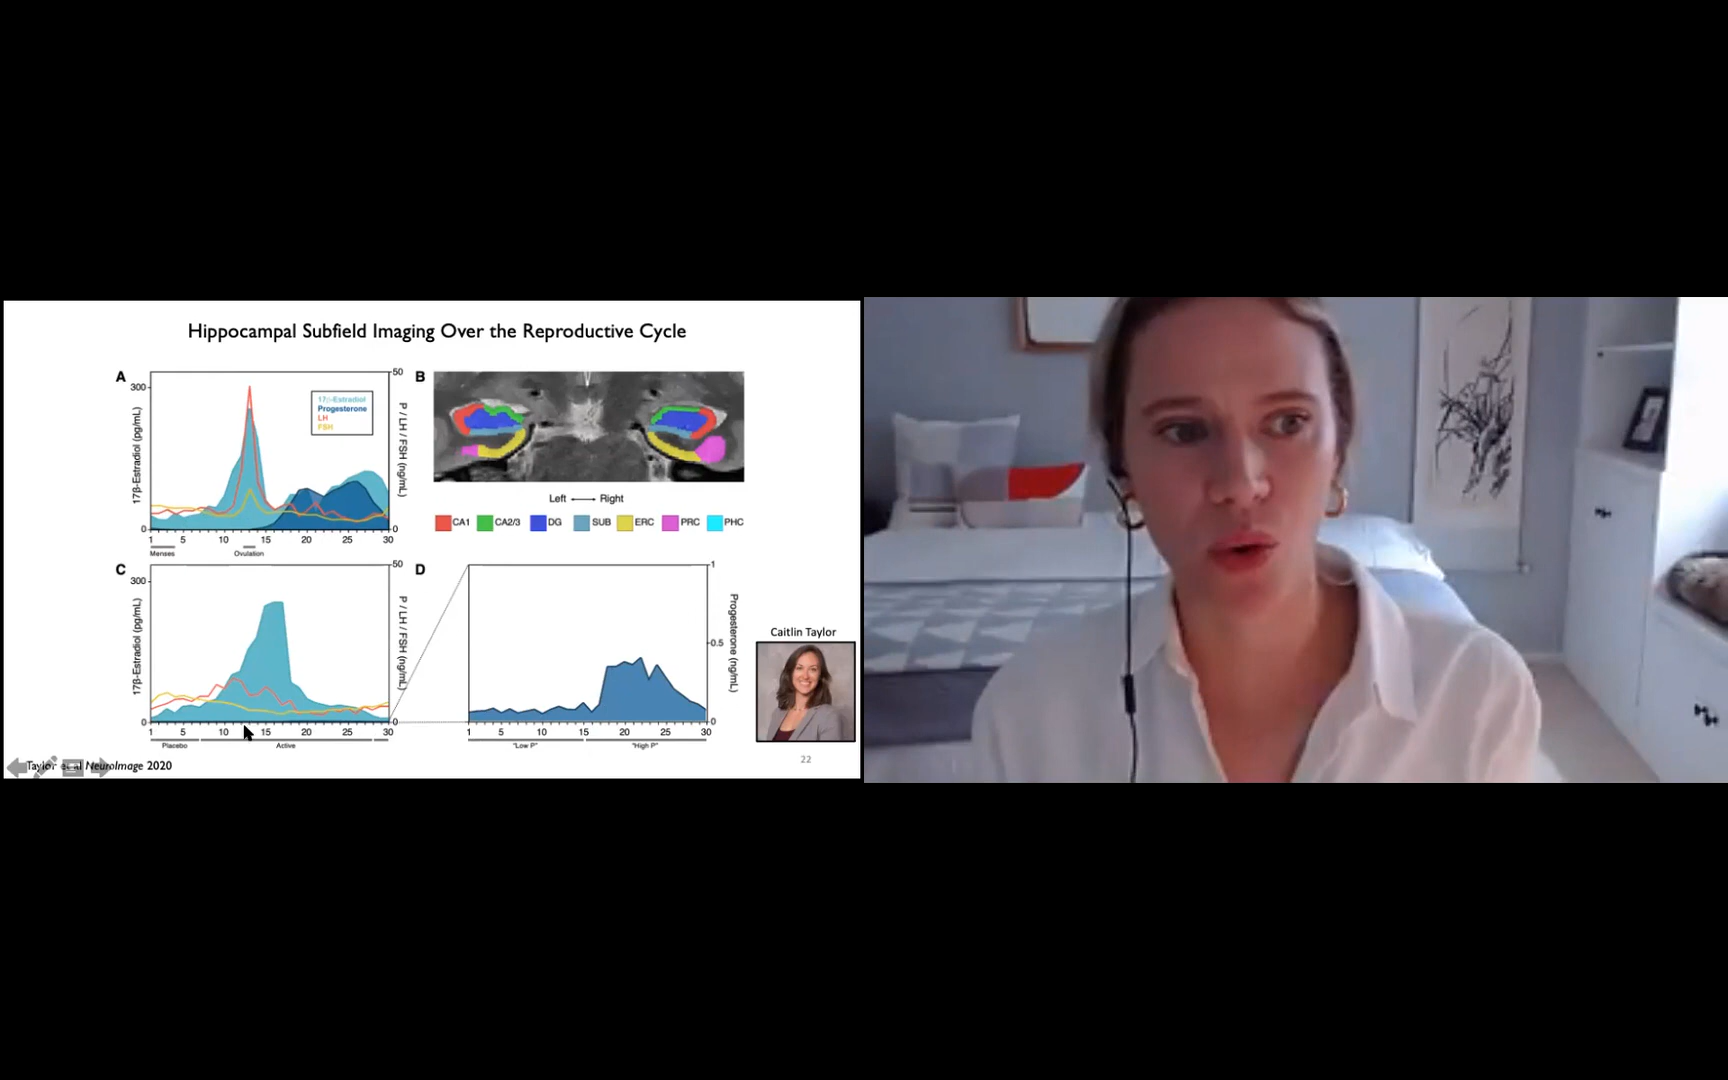 Hippocampal Subfield Imaging Over the Reproductive Cycle
A
300
0
17β-Estradiol (pg/mL)
17β-Estradiol
Progesterone
LH
FSH
50
0
P / LH / FSH (ng/mL)
1 5 10 15 20 25 30
Menses Ovulation
B
Left Right
CA1 CA2/3 DG SUB ERC PRC PHC
C
300
0
17β-Estradiol (pg/mL)
50
0
P / LH / FSH (ng/mL)
1 5 10 15 20 25 30
Placebo Active
D
1
0.5
0
Progesterone (ng/mL)
1 5 10 15 20 25 30
"Low P" "High P"
Caitlin Taylor
22
Taylor NeuroImage 2020